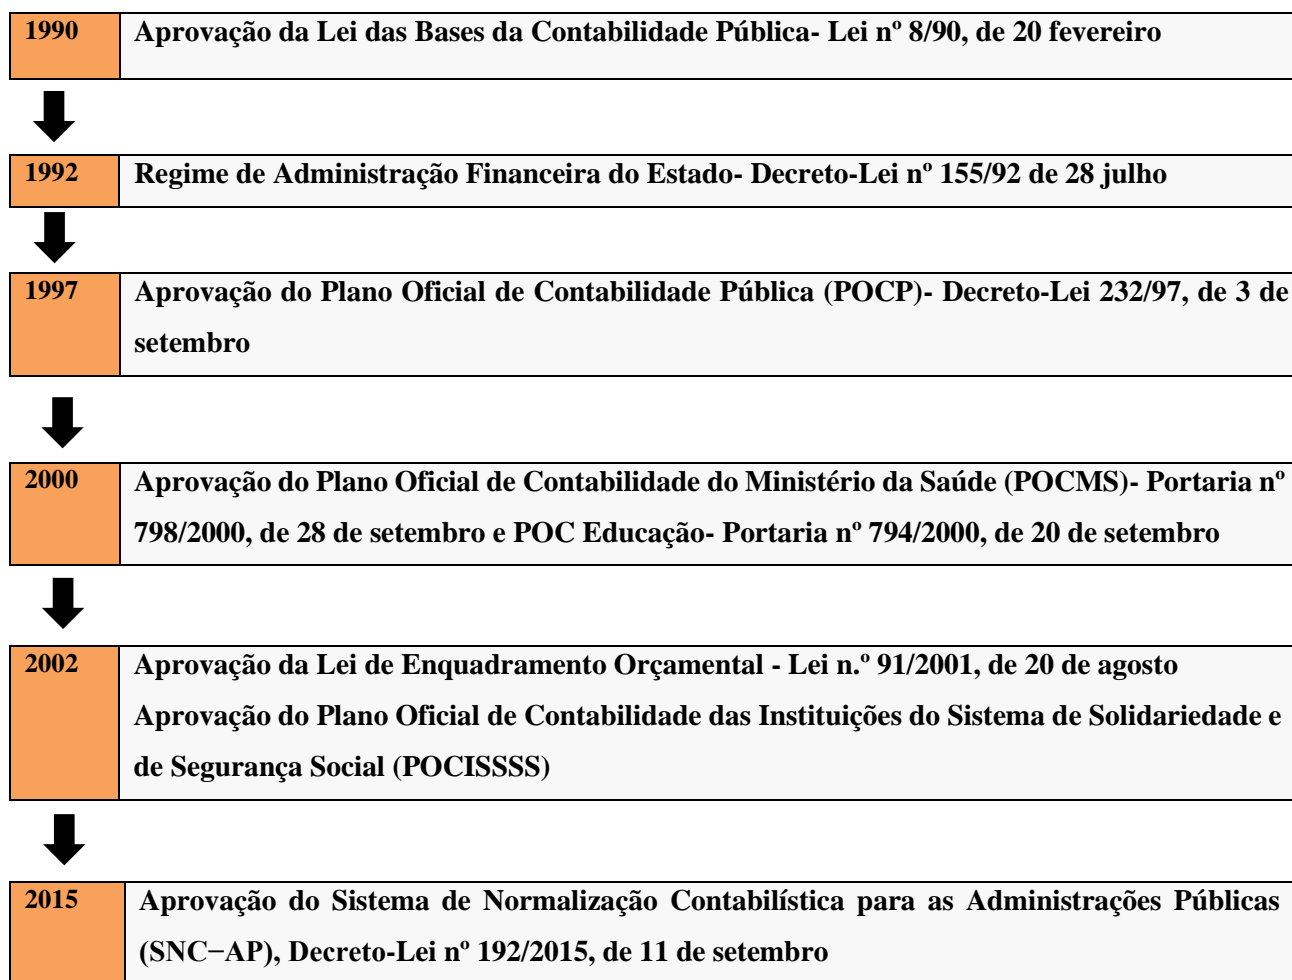 1990 Aprovação da Lei das Bases da Contabilidade Pública- Lei nº 8/90, de 20 fevereiro
1992 Regime de Administração Financeira do Estado- Decreto-Lei nº 155/92 de 28 julho
1997 Aprovação do Plano Oficial de Contabilidade Pública (POCP)- Decreto-Lei 232/97, de 3 de
setembro
2000 Aprovação do Plano Oficial de Contabilidade do Ministério da Saúde (POCMS)- Portaria nº
798/2000, de 28 de setembro e POC Educação- Portaria nº 794/2000, de 20 de setembro
2002 Aprovação da Lei de Enquadramento Orçamental - Lei n.º 91/2001, de 20 de agosto
Aprovação do Plano Oficial de Contabilidade das Instituições do Sistema de Solidariedade e
de Segurança Social (POCISSSS)
2015 Aprovação do Sistema de Normalização Contabilística para as Administrações Públicas
(SNC−AP), Decreto-Lei nº 192/2015, de 11 de setembro